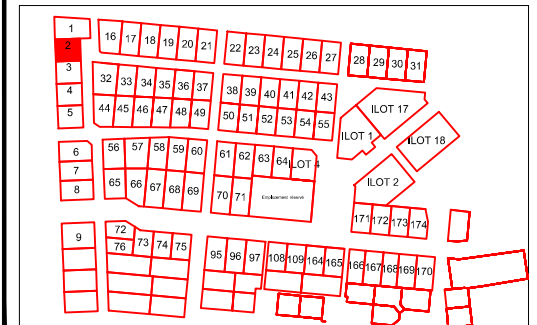 1
2
3
4
5
16 17 18 19 20 21
22 23 24 25 26 27
28 29 30 31
32 33 34 35 36 37
44 45 46 47 48 49
38 39 40 41 42 43
50 51 52 53 54 55
ILOT 17
ILOT 1
ILOT 18
6
7
8
56 57 58 59 60
65 66 67 68 69
61 62 63 64 ILOT 4
70 71 Emplacement réservé
ILOT 2
171 172 173 174
9
72
76 73 74 75
95 96 97
108 109 164 165
166 167 168 169 170